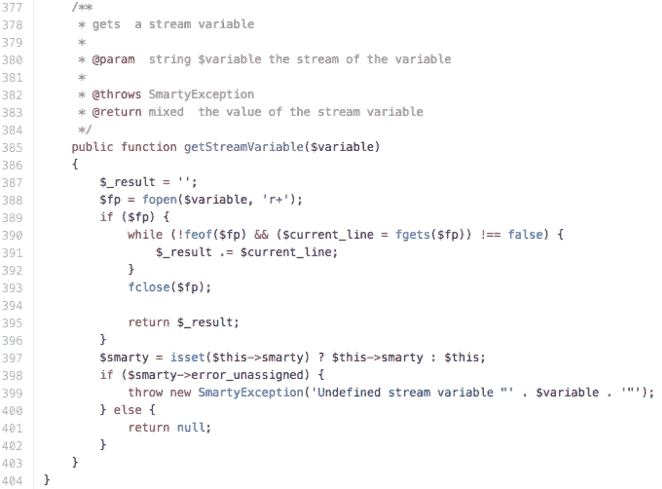 377 /**
378 * gets  a stream variable
379 *
380 * @param  string $variable the stream of the variable
381 *
382 * @throws SmartyException
383 * @return mixed  the value of the stream variable
384 */
385 public function getStreamVariable($variable)
386 {
387 $_result = '';
388 $fp = fopen($variable, 'r+');
389 if ($fp) {
390 while (!feof($fp) && ($current_line = fgets($fp)) !== false) {
391 $_result .= $current_line;
392 }
393 fclose($fp);
394
395 return $_result;
396 }
397 $smarty = isset($this->smarty) ? $this->smarty : $this;
398 if ($smarty->error_unassigned) {
399 throw new SmartyException('Undefined stream variable "' . $variable . '"');
400 } else {
401 return null;
402 }
403 }
404 }